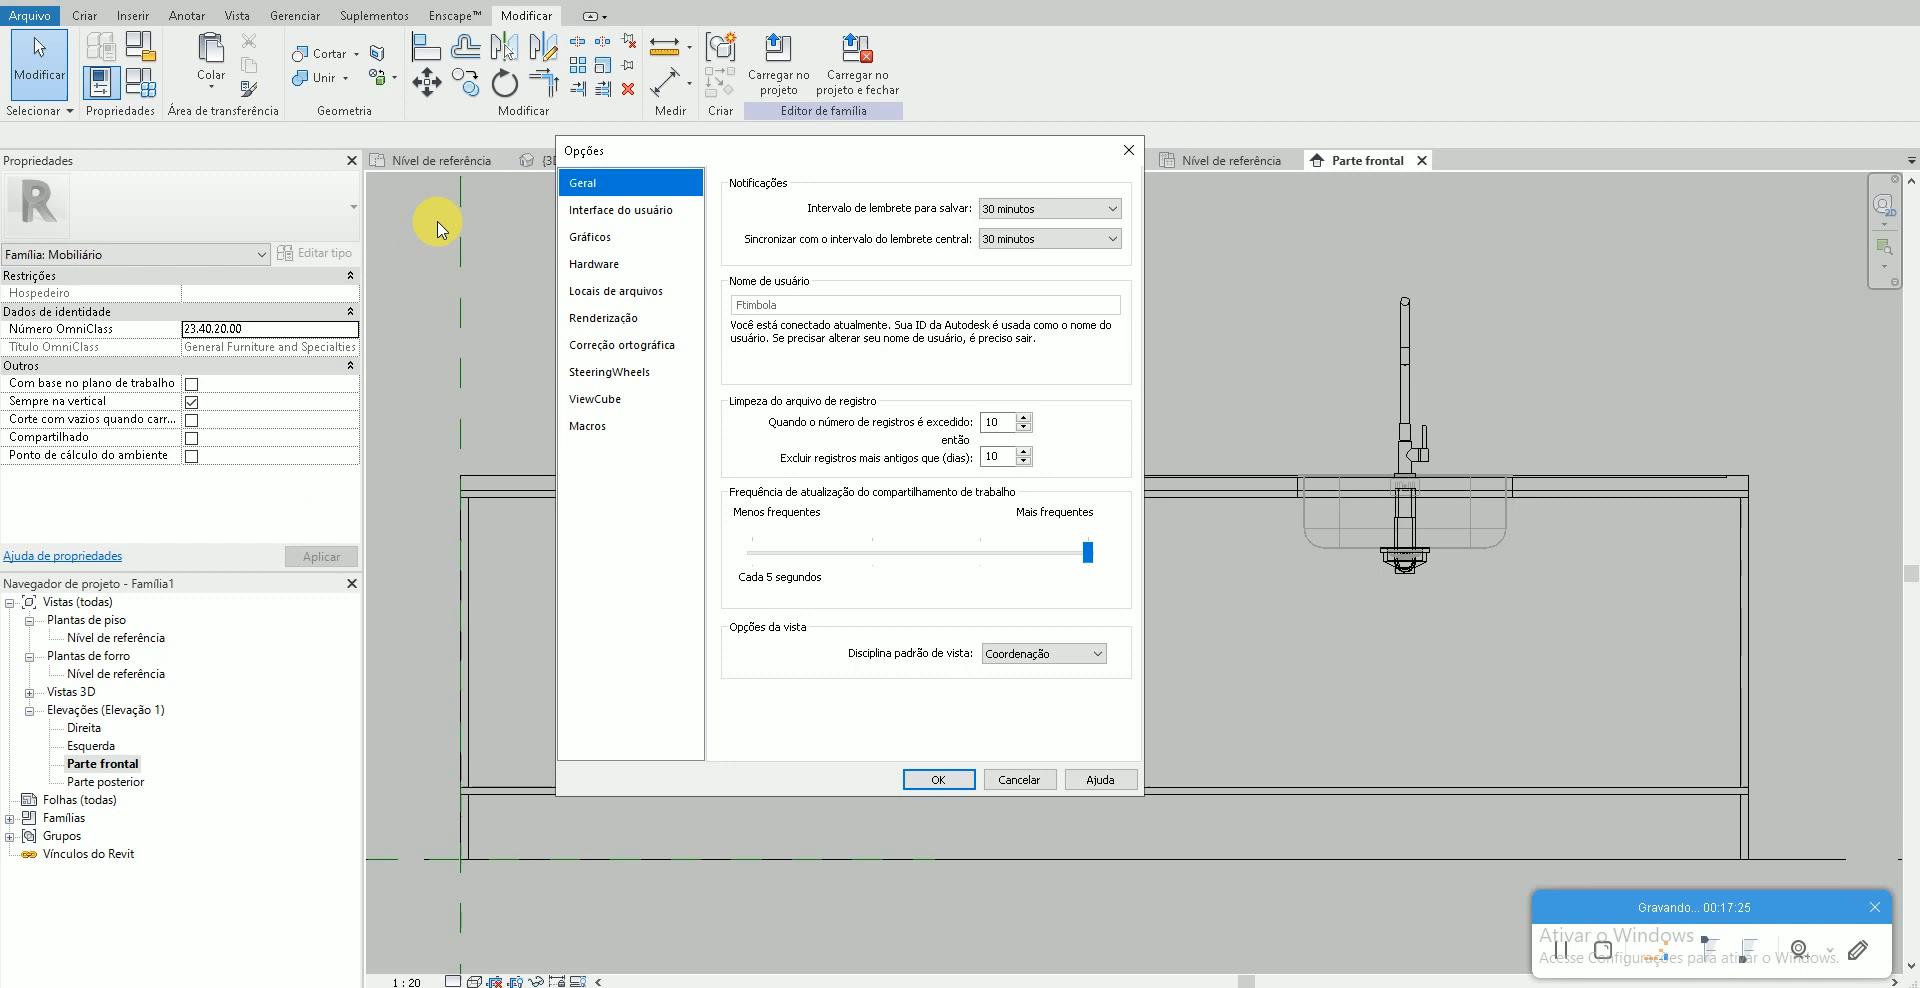 Arquivo Criar Inserir Anotar Vista Gerenciar Suplementos Enscape™ Modificar
Modificar
Colar
Cortar
Unir
Carregar no projeto
Carregar no projeto e fechar
Selecionar Propriedades Área de transferência Geometria Modificar Medir Criar Editor de família
Propriedades
Nível de referência
{3D
Nível de referência
Parte frontal
R
Família: Mobiliário
Editar tipo
Restrições
Hospedeiro
Dados de identidade
Número OmniClass 23.40.20.00
Título OmniClass General Furniture and Specialties
Outros
Com base no plano de trabalho
Sempre na vertical
Corte com vazios quando carr...
Compartilhado
Ponto de cálculo do ambiente
Ajuda de propriedades
Aplicar
Navegador de projeto - Família1
Vistas (todas)
Plantas de piso
Nível de referência
Plantas de forro
Nível de referência
Vistas 3D
Elevações (Elevação 1)
Direita
Esquerda
Parte frontal
Parte posterior
Folhas (todas)
Famílias
Grupos
Vínculos do Revit
Opções
Geral
Interface do usuário
Gráficos
Hardware
Locais de arquivos
Renderização
Correção ortográfica
SteeringWheels
ViewCube
Macros
Notificações
Intervalo de lembrete para salvar: 30 minutos
Sincronizar com o intervalo do lembrete central: 30 minutos
Nome de usuário
Ftimbola
Você está conectado atualmente. Sua ID da Autodesk é usada como o nome do
usuário. Se precisar alterar seu nome de usuário, é preciso sair.
Limpeza do arquivo de registro
Quando o número de registros é excedido: 10
então
Excluir registros mais antigos que (dias): 10
Frequência de atualização do compartilhamento de trabalho
Menos frequentes Mais frequentes
Cada 5 segundos
Opções da vista
Disciplina padrão de vista: Coordenação
OK Cancelar Ajuda
2D
Gravando... 00:17:25
Ativar o Windows
Acesse Configurações para ativar o Windows.
1 : 20